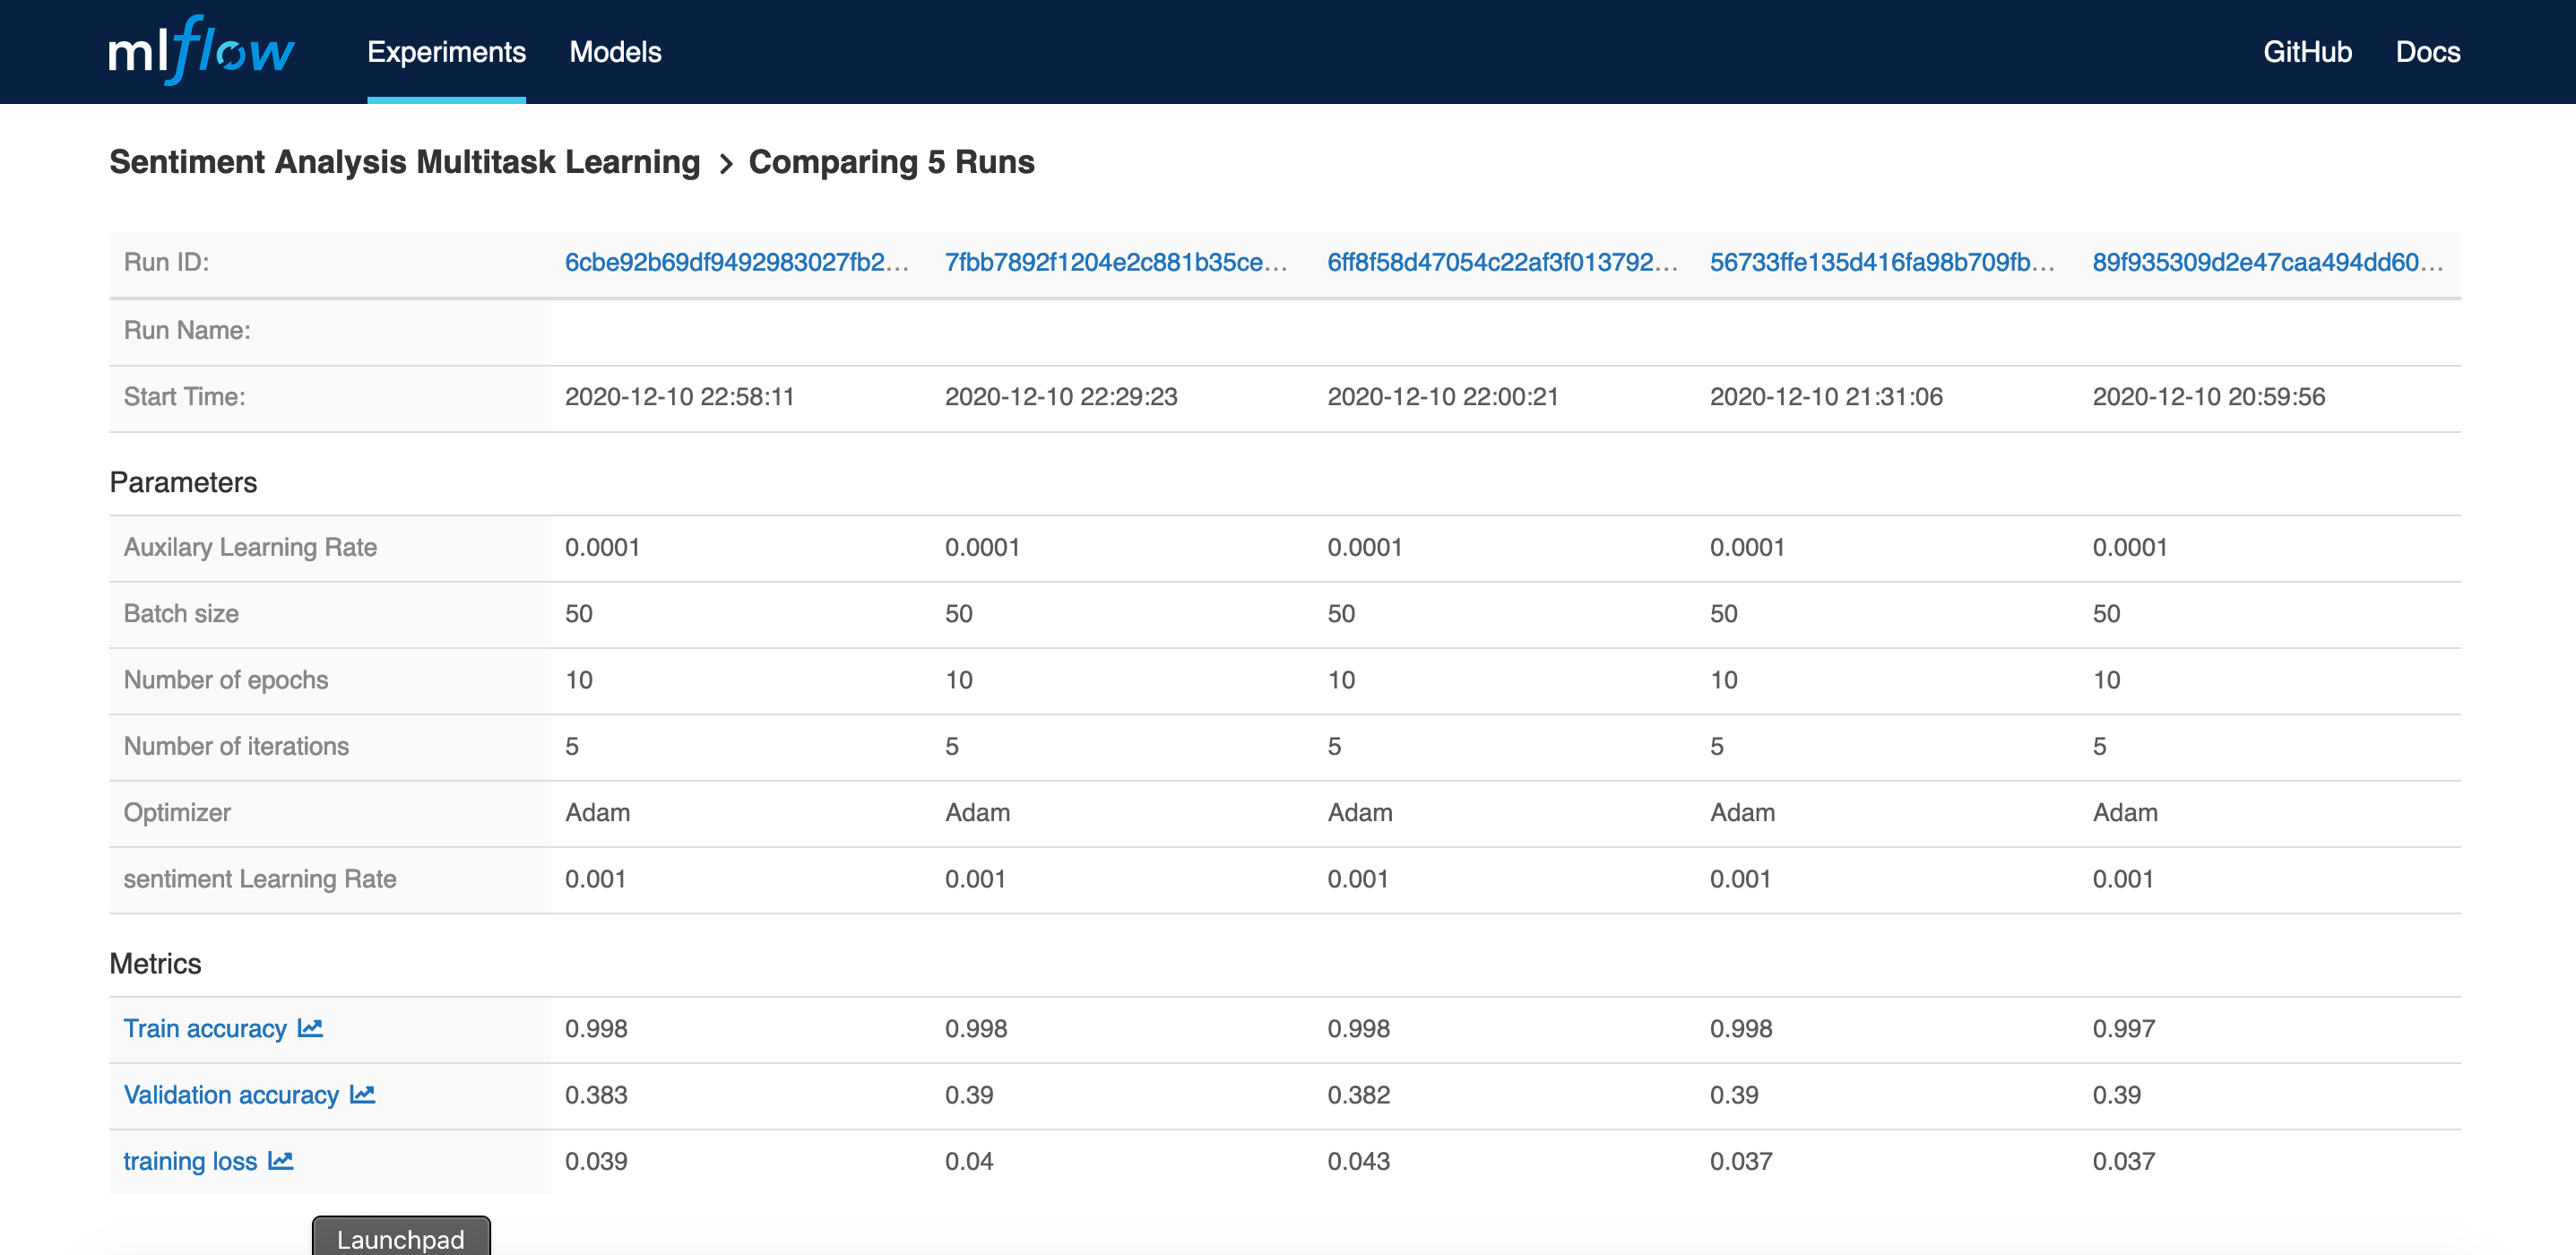 mlflow Experiments Models GitHub Docs
Sentiment Analysis Multitask Learning > Comparing 5 Runs
Run ID: 6cbe92b69df9492983027fb2... 7fbb7892f1204e2c881b35ce... 6ff8f58d47054c22af3f013792... 56733ffe135d416fa98b709fb... 89f935309d2e47caa494dd60...
Run Name:
Start Time: 2020-12-10 22:58:11 2020-12-10 22:29:23 2020-12-10 22:00:21 2020-12-10 21:31:06 2020-12-10 20:59:56
Parameters
Auxilary Learning Rate 0.0001 0.0001 0.0001 0.0001 0.0001
Batch size 50 50 50 50 50
Number of epochs 10 10 10 10 10
Number of iterations 5 5 5 5 5
Optimizer Adam Adam Adam Adam Adam
sentiment Learning Rate 0.001 0.001 0.001 0.001 0.001
Metrics
Train accuracy 0.998 0.998 0.998 0.998 0.997
Validation accuracy 0.383 0.39 0.382 0.39 0.39
training loss 0.039 0.04 0.043 0.037 0.037
Launchpad